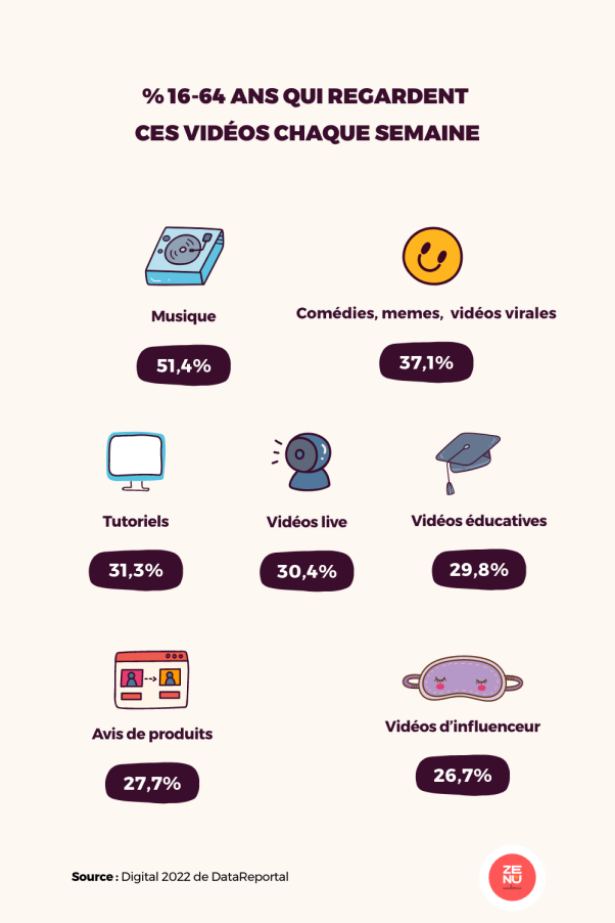 % 16-64 ANS QUI REGARDENT
CES VIDÉOS CHAQUE SEMAINE
Musique
51,4%
Comédies, memes, vidéos virales
37,1%
Tutoriels
31,3%
Vidéos live
30,4%
Vidéos éducatives
29,8%
Avis de produits
27,7%
Vidéos d'influenceur
26,7%
Source : Digital 2022 de DataReportal
ZE
NU